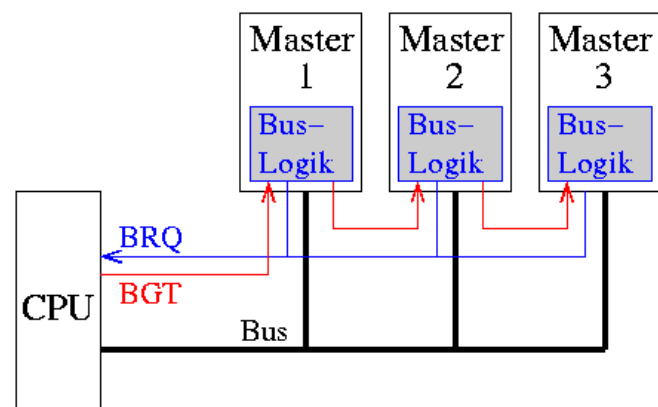 Master
1
Master
2
Master
3
Bus–
Logik
Bus–
Logik
Bus–
Logik
BRQ
BGT
CPU
Bus